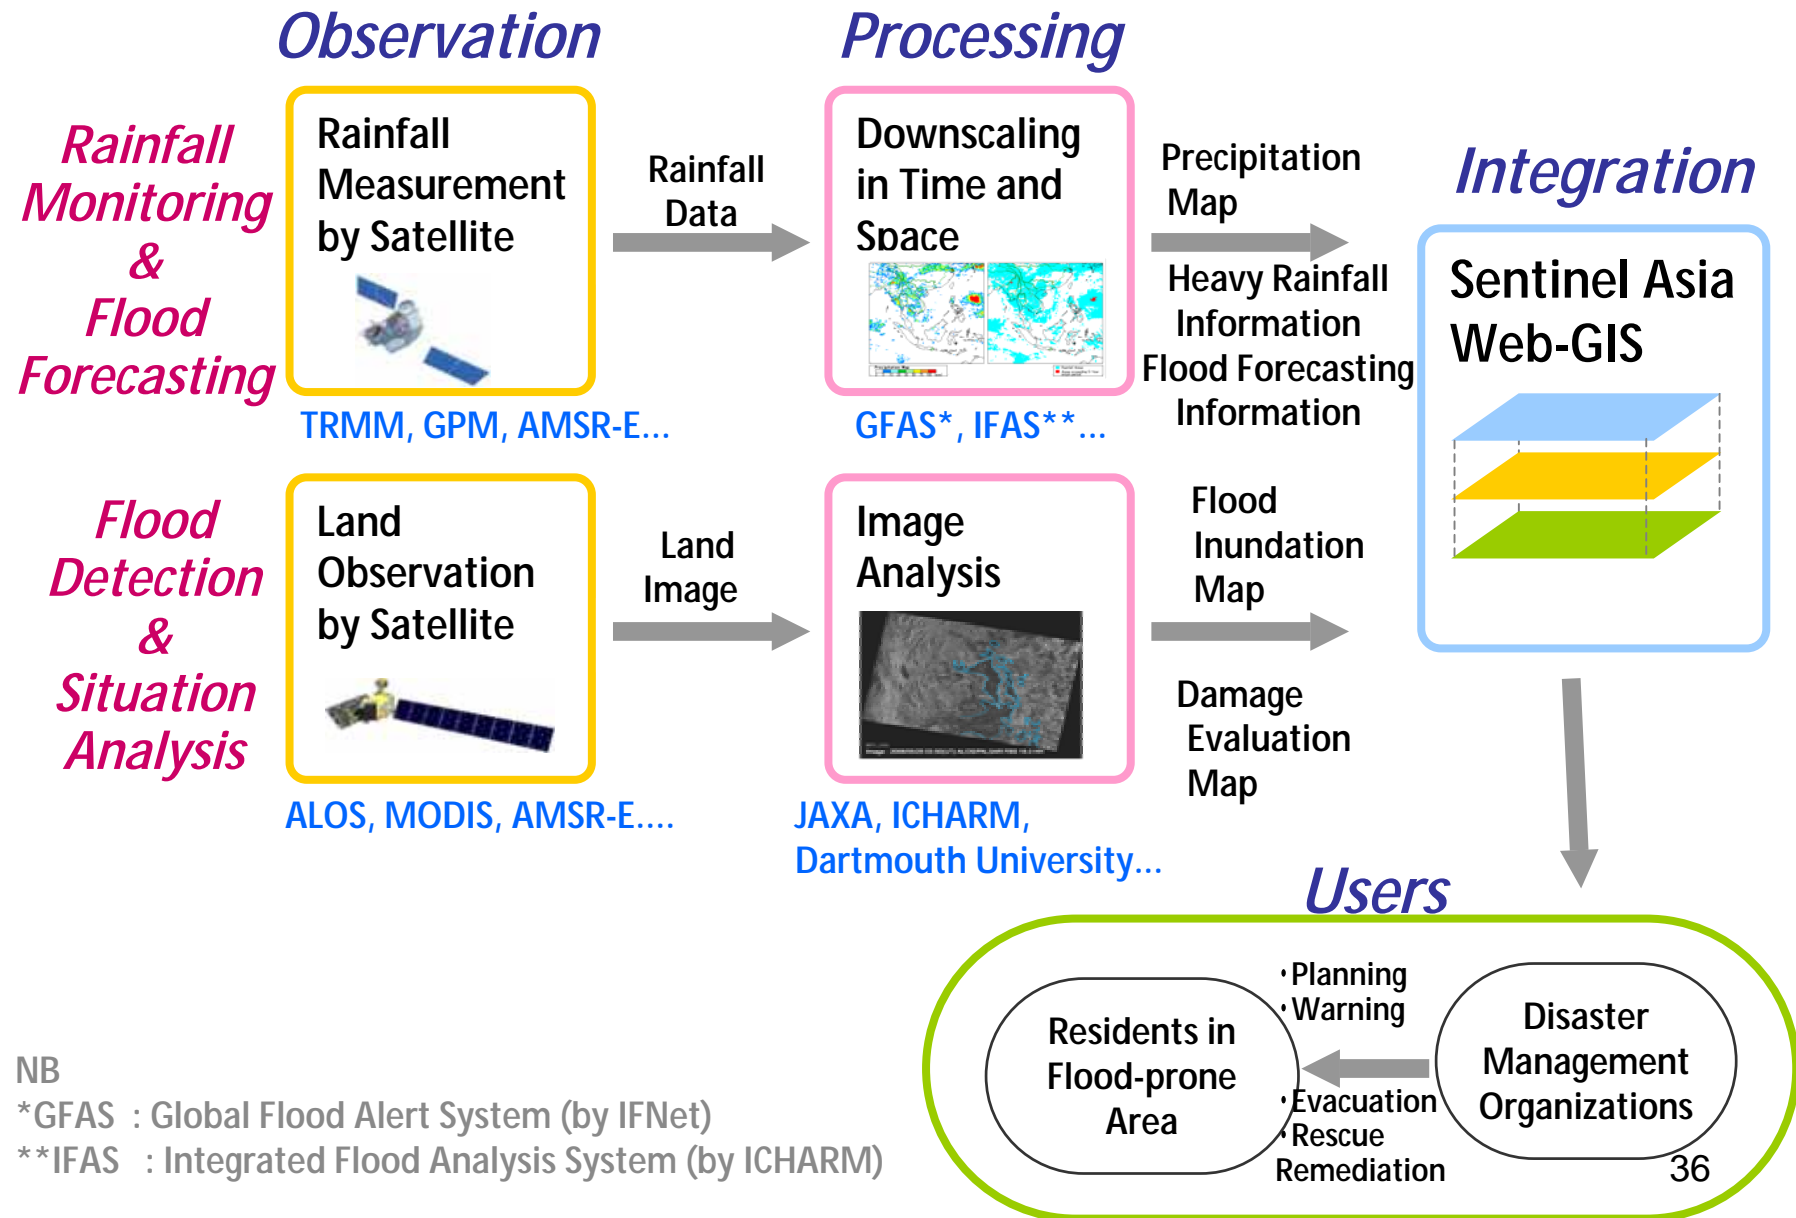 Observation
Processing
Rainfall
Monitoring
&
Flood
Forecasting
Rainfall
Measurement
by Satellite
TRMM, GPM, AMSR-E...
Rainfall
Data
Downscaling
in Time and
Space
GFAS*, IFAS**...
Precipitation
Map
Heavy Rainfall
Information
Flood Forecasting
Information
Integration
Sentinel Asia
Web-GIS
Flood
Detection
&
Situation
Analysis
Land
Observation
by Satellite
ALOS, MODIS, AMSR-E....
Land
Image
Image
Analysis
JAXA, ICHARM,
Dartmouth University...
Flood
Inundation
Map
Damage
Evaluation
Map
Users
Residents in
Flood-prone
Area
・Planning
・Warning
・Evacuation
・Rescue
Remediation
Disaster
Management
Organizations
NB
*GFAS : Global Flood Alert System (by IFNet)
**IFAS : Integrated Flood Analysis System (by ICHARM)
36